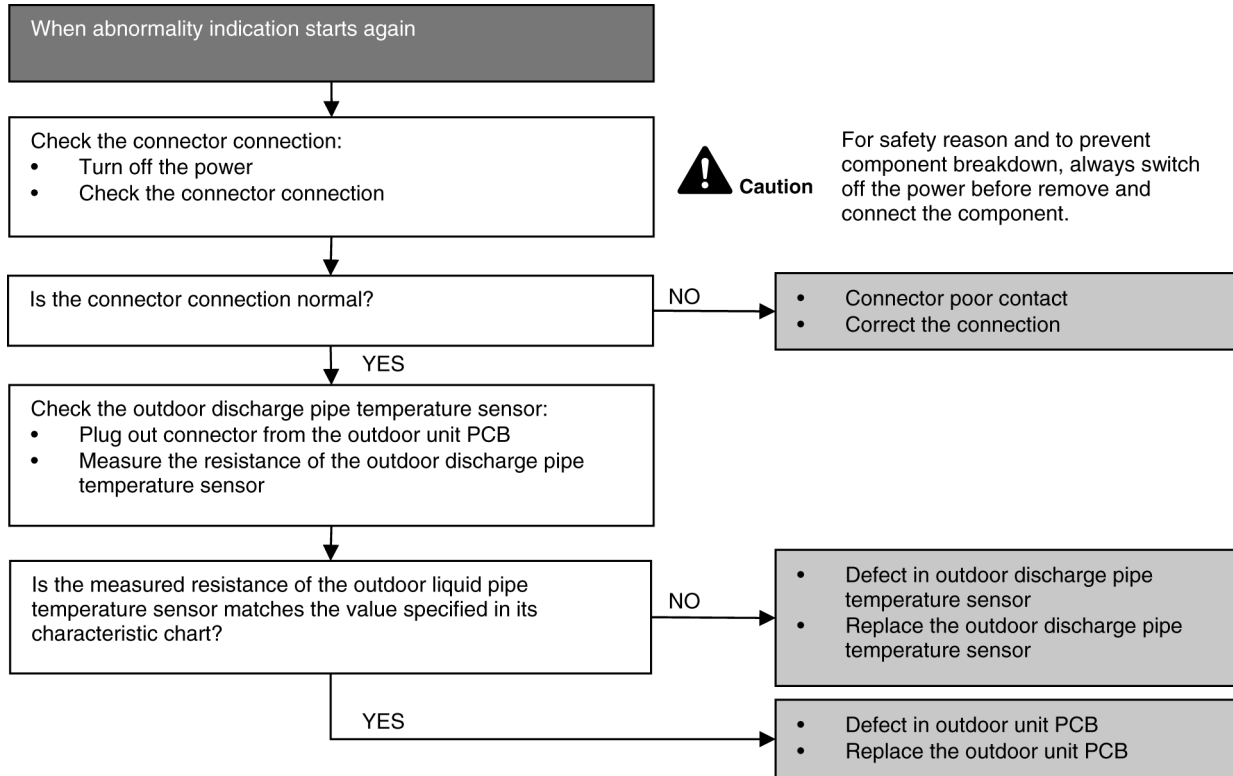 When abnormality indication starts again
Check the connector connection:
• Turn off the power
• Check the connector connection
Caution
For safety reason and to prevent
component breakdown, always switch
off the power before remove and
connect the component.
Is the connector connection normal?
NO
• Connector poor contact
• Correct the connection
YES
Check the outdoor discharge pipe temperature sensor:
• Plug out connector from the outdoor unit PCB
• Measure the resistance of the outdoor discharge pipe
temperature sensor
Is the measured resistance of the outdoor liquid pipe
temperature sensor matches the value specified in its
characteristic chart?
NO
• Defect in outdoor discharge pipe
temperature sensor
• Replace the outdoor discharge pipe
temperature sensor
YES
• Defect in outdoor unit PCB
• Replace the outdoor unit PCB